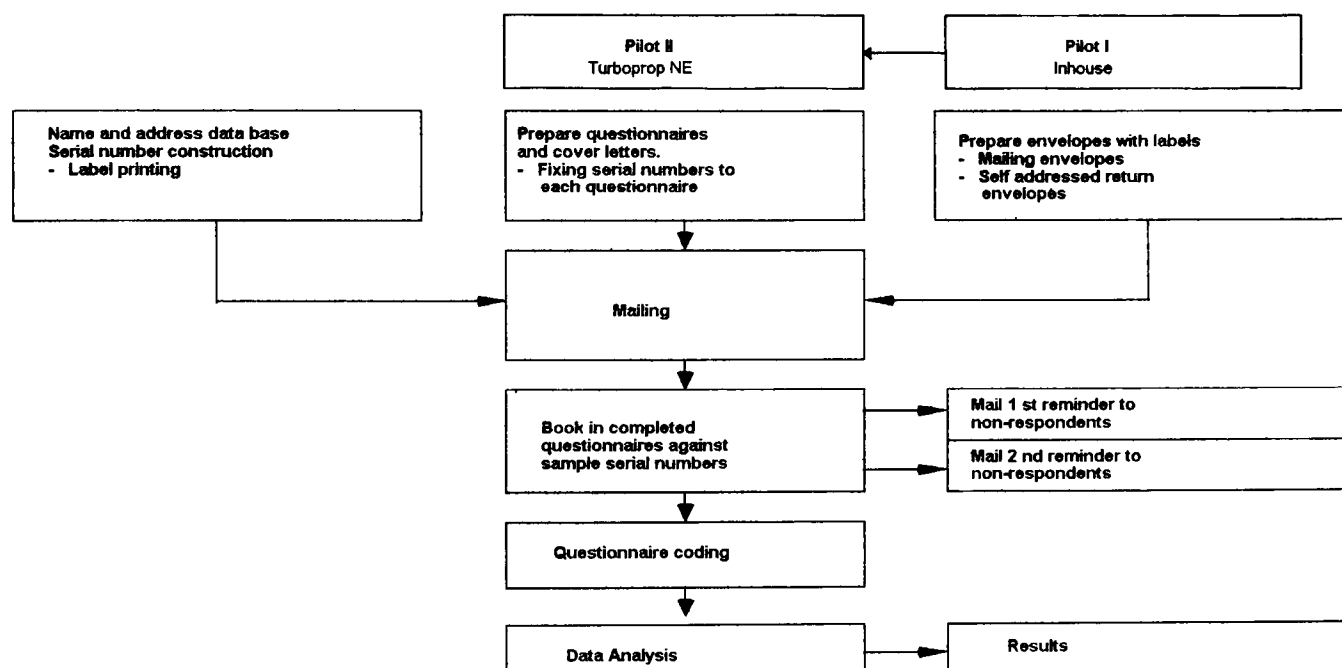 Pilot II
Turboprop NE
Pilot I
Inhouse
Name and address data base
Serial number construction
- Label printing
Prepare questionnaires
and cover letters.
- Fixing serial numbers to
each questionnaire
Prepare envelopes with labels
- Mailing envelopes
- Self addressed return
envelopes
Mailing
Book in completed
questionnaires against
sample serial numbers
Mail 1 st reminder to
non-respondents
Mail 2 nd reminder to
non-respondents
Questionnaire coding
Data Analysis
Results